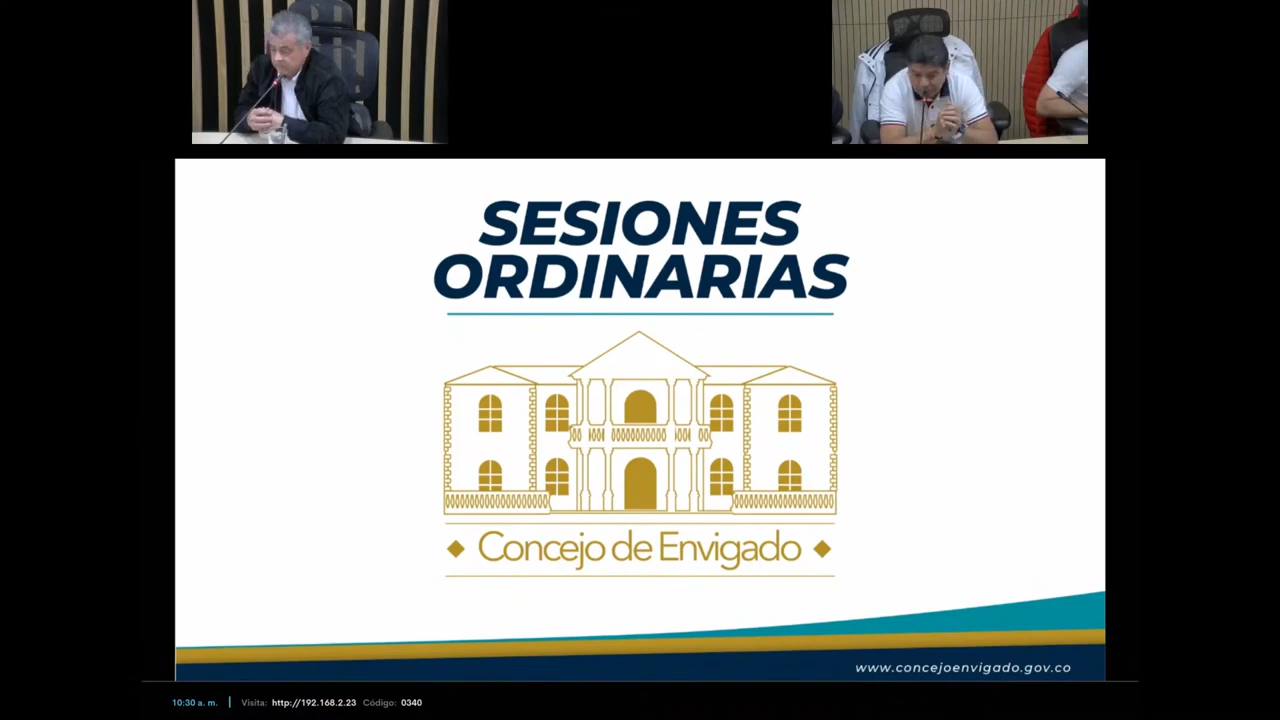 SESIONES
ORDINARIAS
Concejo de Envigado
www.concejoenvigado.gov.co
10:30 a. m. Visita: http://192.168.2.23 Código: 0340